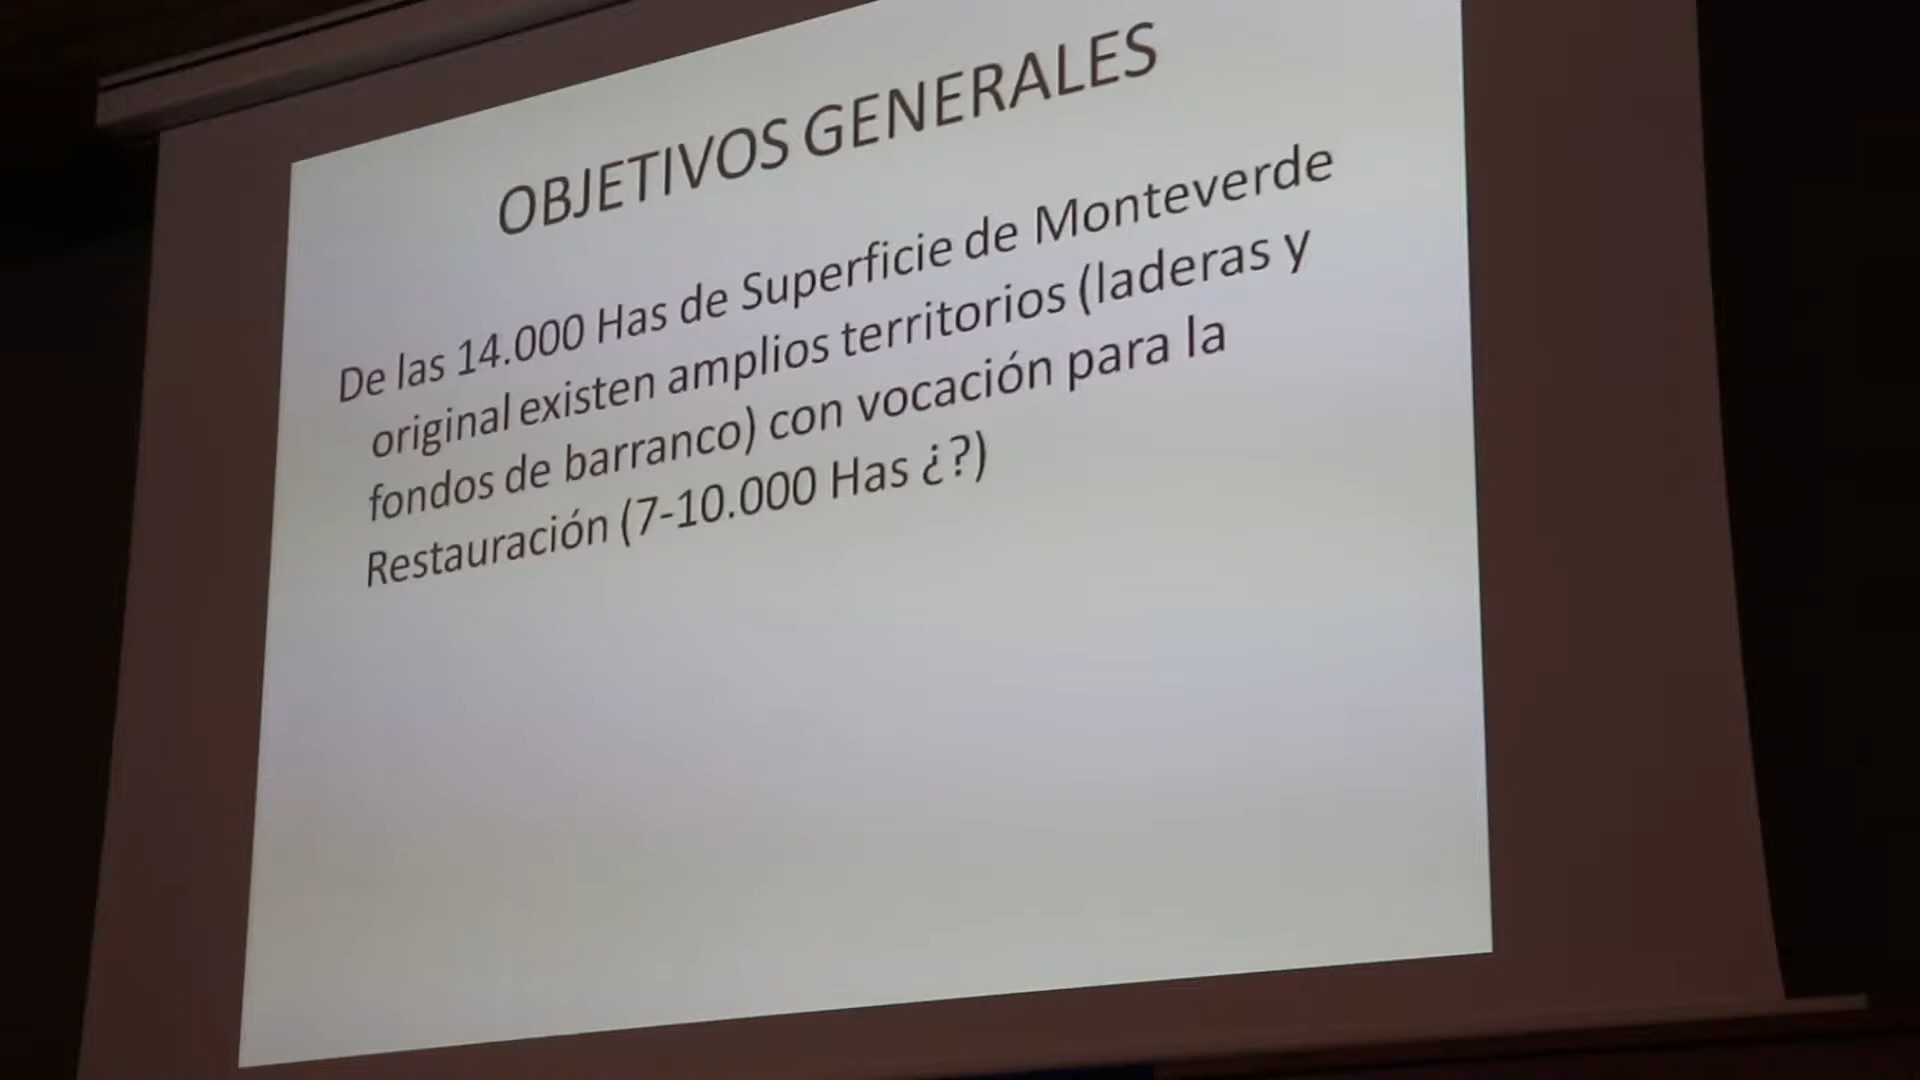 OBJETIVOS GENERALES
De las 14.000 Has de Superficie de Monteverde
original existen amplios territorios (laderas y
fondos de barranco) con vocación para la
Restauración (7-10.000 Has ¿?)